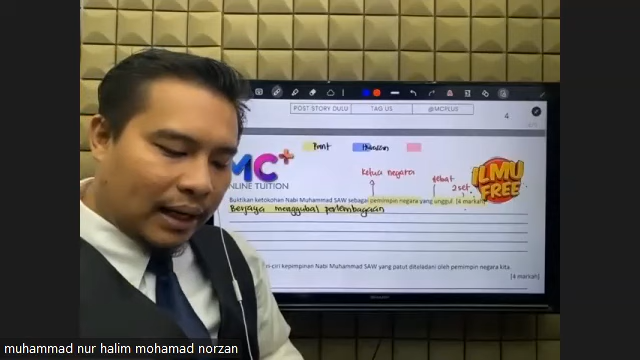 POST STORY DULU TAG US @MCPLUS
4
Point Huraian
MC+
ONLINE TUITION
ketua negara
hebat
2 set
ILMU
FREE
Buktikan ketokohan Nabi Muhammad SAW sebagai pemimpin negara yang unggul. [4 markah]
Berjaya menggubal perlembagaan
ciri kepimpinan Nabi Muhammad SAW yang patut diteladani oleh pemimpin negara kita.
[4 markah]
muhammad nur halim mohamad norzan